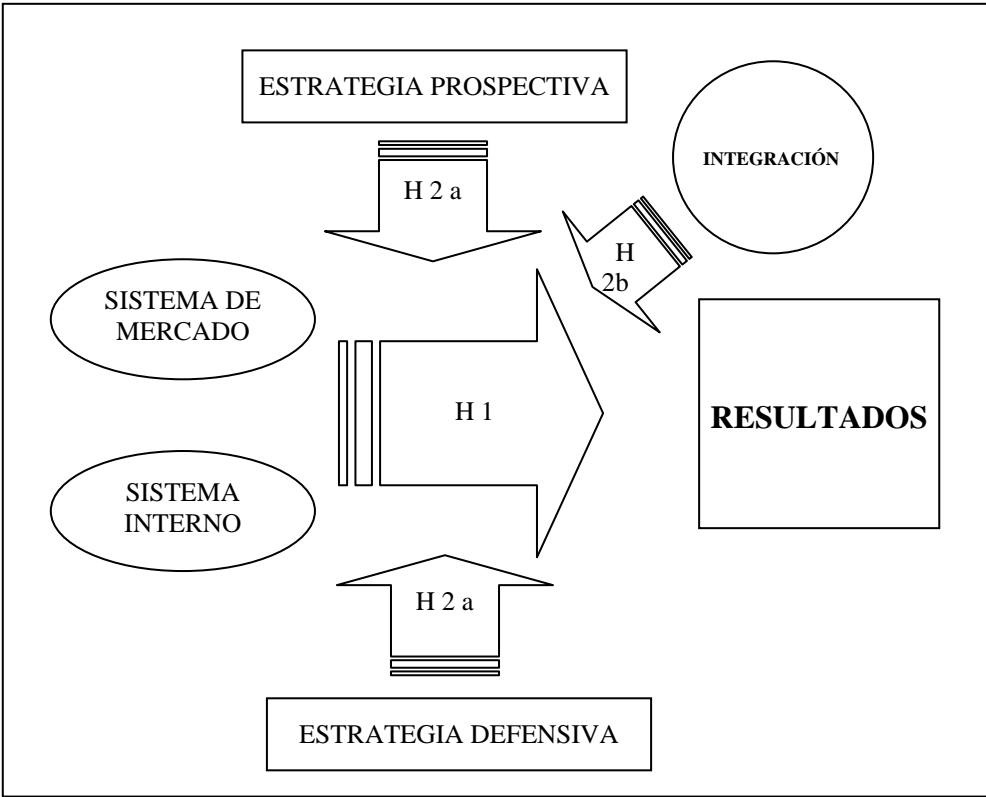 ESTRATEGIA PROSPECTIVA
INTEGRACIÓN
H 2 a
H
2b
SISTEMA DE
MERCADO
H 1
RESULTADOS
SISTEMA
INTERNO
H 2 a
ESTRATEGIA DEFENSIVA